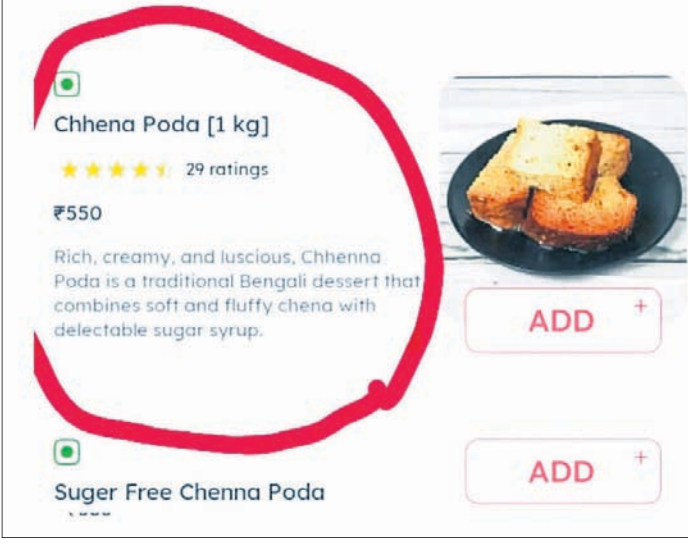 Chhena Poda [1 kg]
29 ratings
₹550
Rich, creamy, and luscious, Chhenna
Poda is a traditional Bengali dessert that
combines soft and fluffy chena with
delectable sugar syrup.
ADD +
Suger Free Chenna Poda
ADD +